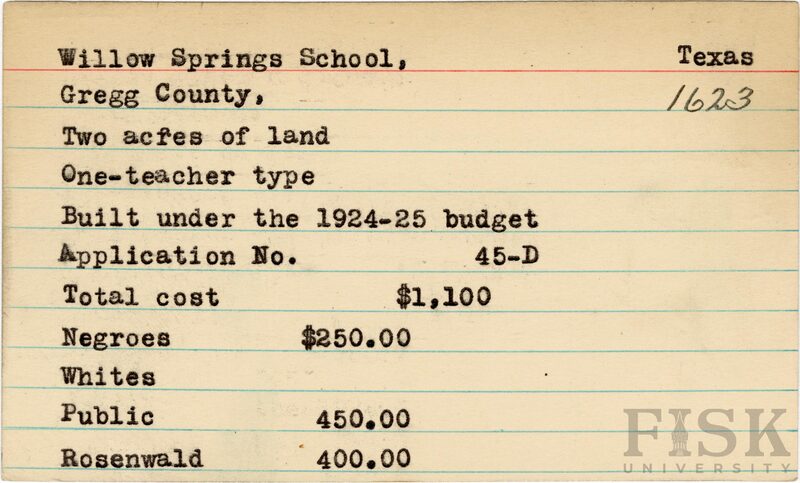 Willow Springs School, Texas
Gregg County, 1623
Two acres of land
One-teacher type
Built under the 1924-25 budget
Application No. 45-D
Total cost $1,100
Negroes $250.00
Whites
Public 450.00
Rosenwald 400.00
FISK
UNIVERSITY